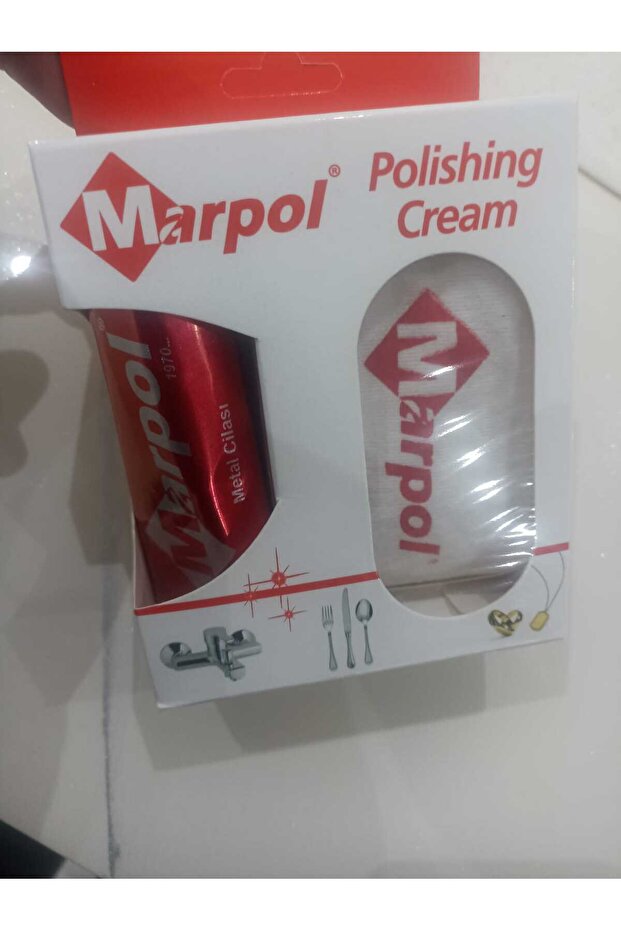 Marpol®
Polishing
Cream
Marpol
1970...
Metal Cilası
Marpol